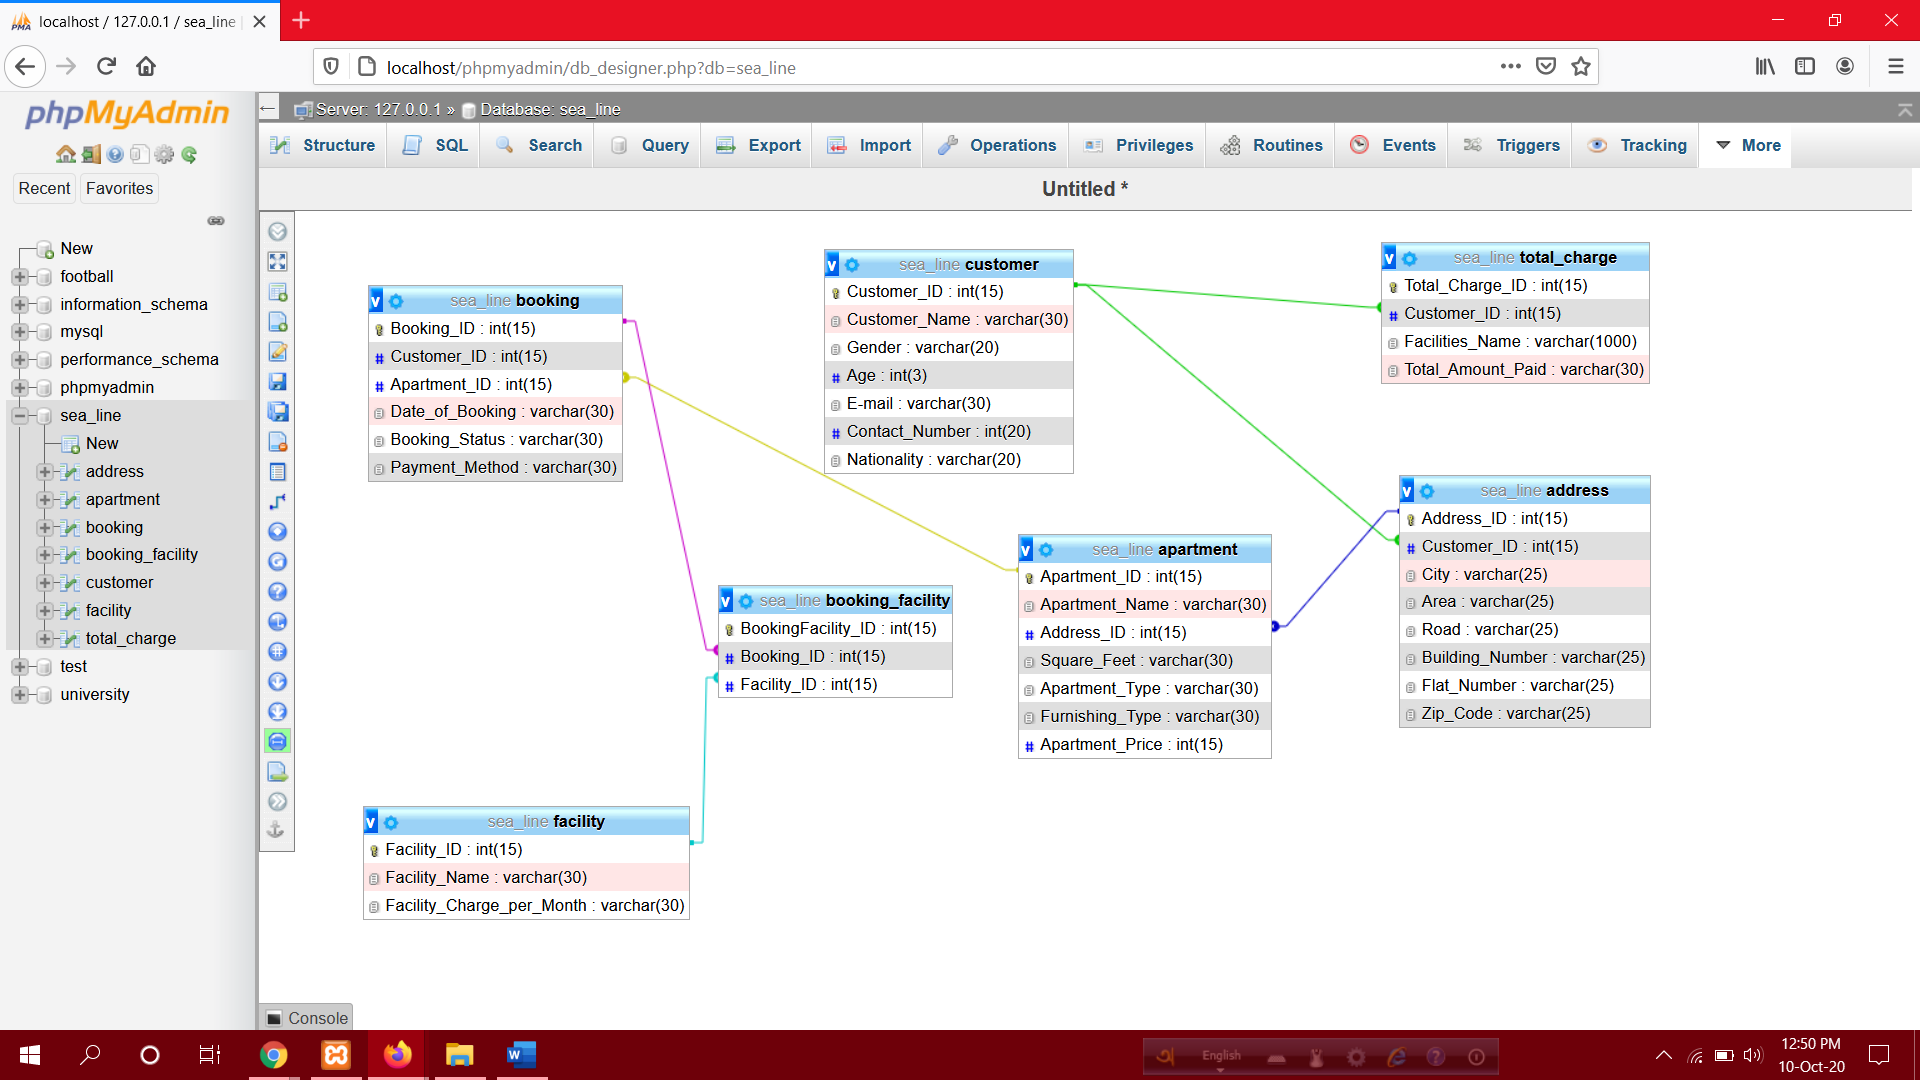 localhost / 127.0.0.1 / sea_line
localhost/phpmyadmin/db_designer.php?db=sea_line
phpMyAdmin
Recent
Favorites
New
football
information_schema
mysql
performance_schema
phpmyadmin
sea_line
New
address
apartment
booking
booking_facility
customer
facility
total_charge
test
university
Server: 127.0.0.1 » Database: sea_line
Structure SQL Search Query Export Import Operations Privileges Routines Events Triggers Tracking More
Untitled *
v sea_line booking
Booking_ID : int(15)
# Customer_ID : int(15)
# Apartment_ID : int(15)
Date_of_Booking : varchar(30)
Booking_Status : varchar(30)
Payment_Method : varchar(30)
v sea_line customer
Customer_ID : int(15)
Customer_Name : varchar(30)
Gender : varchar(20)
# Age : int(3)
E-mail : varchar(30)
# Contact_Number : int(20)
Nationality : varchar(20)
v sea_line total_charge
Total_Charge_ID : int(15)
# Customer_ID : int(15)
Facilities_Name : varchar(1000)
Total_Amount_Paid : varchar(30)
v sea_line address
Address_ID : int(15)
# Customer_ID : int(15)
City : varchar(25)
Area : varchar(25)
Road : varchar(25)
Building_Number : varchar(25)
Flat_Number : varchar(25)
Zip_Code : varchar(25)
v sea_line apartment
Apartment_ID : int(15)
Apartment_Name : varchar(30)
# Address_ID : int(15)
Square_Feet : varchar(30)
Apartment_Type : varchar(30)
Furnishing_Type : varchar(30)
# Apartment_Price : int(15)
v sea_line booking_facility
BookingFacility_ID : int(15)
# Booking_ID : int(15)
# Facility_ID : int(15)
v sea_line facility
Facility_ID : int(15)
Facility_Name : varchar(30)
Facility_Charge_per_Month : varchar(30)
Console
English
12:50 PM
10-Oct-20